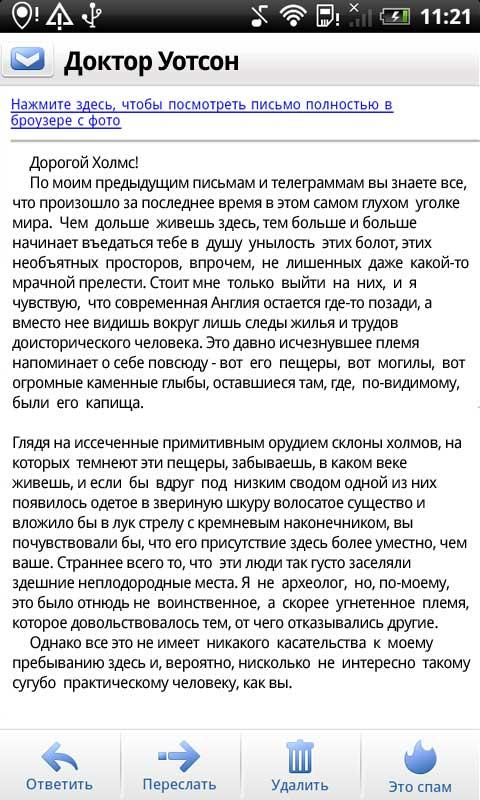 11:21
Доктор Уотсон
Нажмите здесь, чтобы посмотреть письмо полностью в
броузере с фото
Дорогой Холмс!
По моим предыдущим письмам и телеграммам вы знаете все,
что произошло за последнее время в этом самом глухом уголке
мира. Чем дольше живешь здесь, тем больше и больше
начинает въедаться тебе в душу унылость этих болот, этих
необъятных просторов, впрочем, не лишенных даже какой-то
мрачной прелести. Стоит мне только выйти на них, и я
чувствую, что современная Англия остается где-то позади, а
вместо нее видишь вокруг лишь следы жилья и трудов
доисторического человека. Это давно исчезнувшее племя
напоминает о себе повсюду - вот его пещеры, вот могилы, вот
огромные каменные глыбы, оставшиеся там, где, по-видимому,
были его капища.
Глядя на иссеченные примитивным орудием склоны холмов, на
которых темнеют эти пещеры, забываешь, в каком веке
живешь, и если бы вдруг под низким сводом одной из них
появилось одетое в звериную шкуру волосатое существо и
вложило бы в лук стрелу с кремневым наконечником, вы
почувствовали бы, что его присутствие здесь более уместно, чем
ваше. Страннее всего то, что эти люди так густо заселяли
здешние неплодородные места. Я не археолог, но, по-моему,
это было отнюдь не воинственное, а скорее угнетенное племя,
которое довольствовалось тем, от чего отказывались другие.
Однако все это не имеет никакого касательства к моему
пребыванию здесь и, вероятно, нисколько не интересно такому
сугубо практическому человеку, как вы.
Ответить
Переслать
Удалить
Это спам